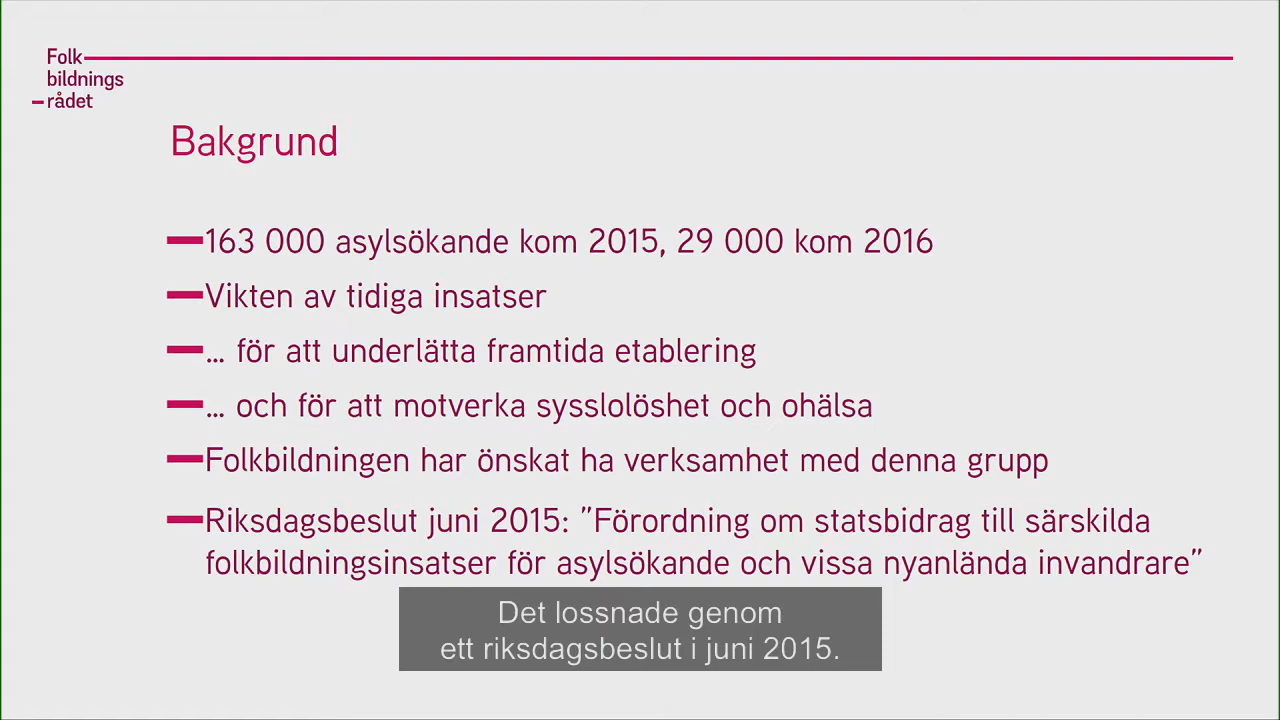 Folk
bildnings
rådet
Bakgrund
163 000 asylsökande kom 2015, 29 000 kom 2016
Vikten av tidiga insatser
… för att underlätta framtida etablering
… och för att motverka sysslolöshet och ohälsa
Folkbildningen har önskat ha verksamhet med denna grupp
Riksdagsbeslut juni 2015: ”Förordning om statsbidrag till särskilda
folkbildningsinsatser för asylsökande och vissa nyanlända invandrare”
Det lossnade genom
ett riksdagsbeslut i juni 2015.